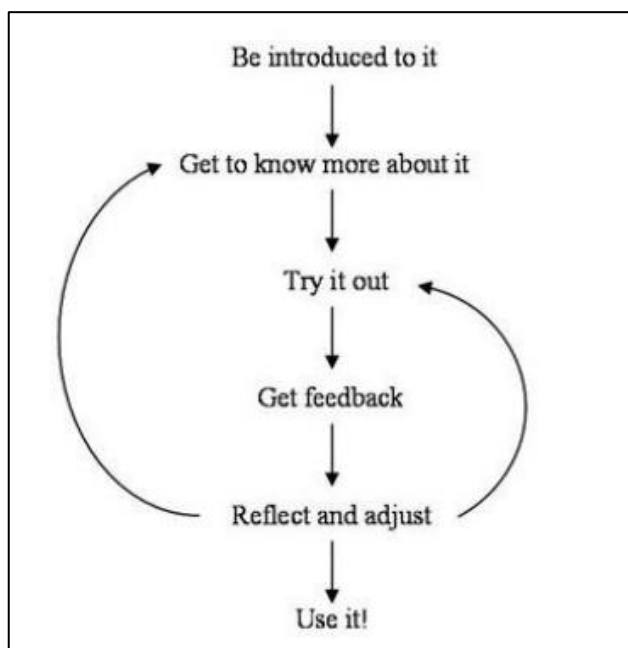 Be introduced to it
Get to know more about it
Try it out
Get feedback
Reflect and adjust
Use it!